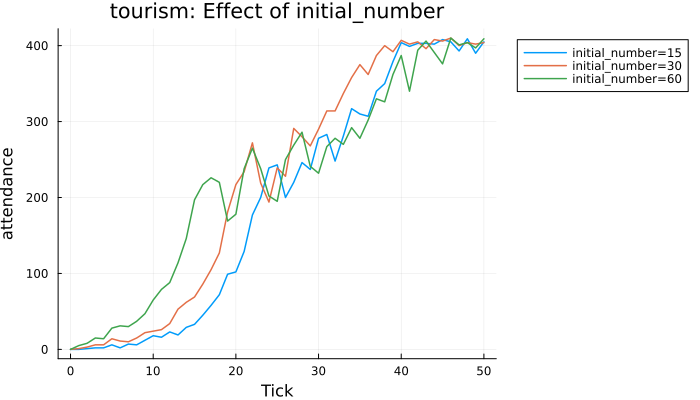 tourism: Effect of initial_number
initial_number=15
initial_number=30
initial_number=60
attendance
400
300
200
100
0
0 10 20 30 40 50
Tick